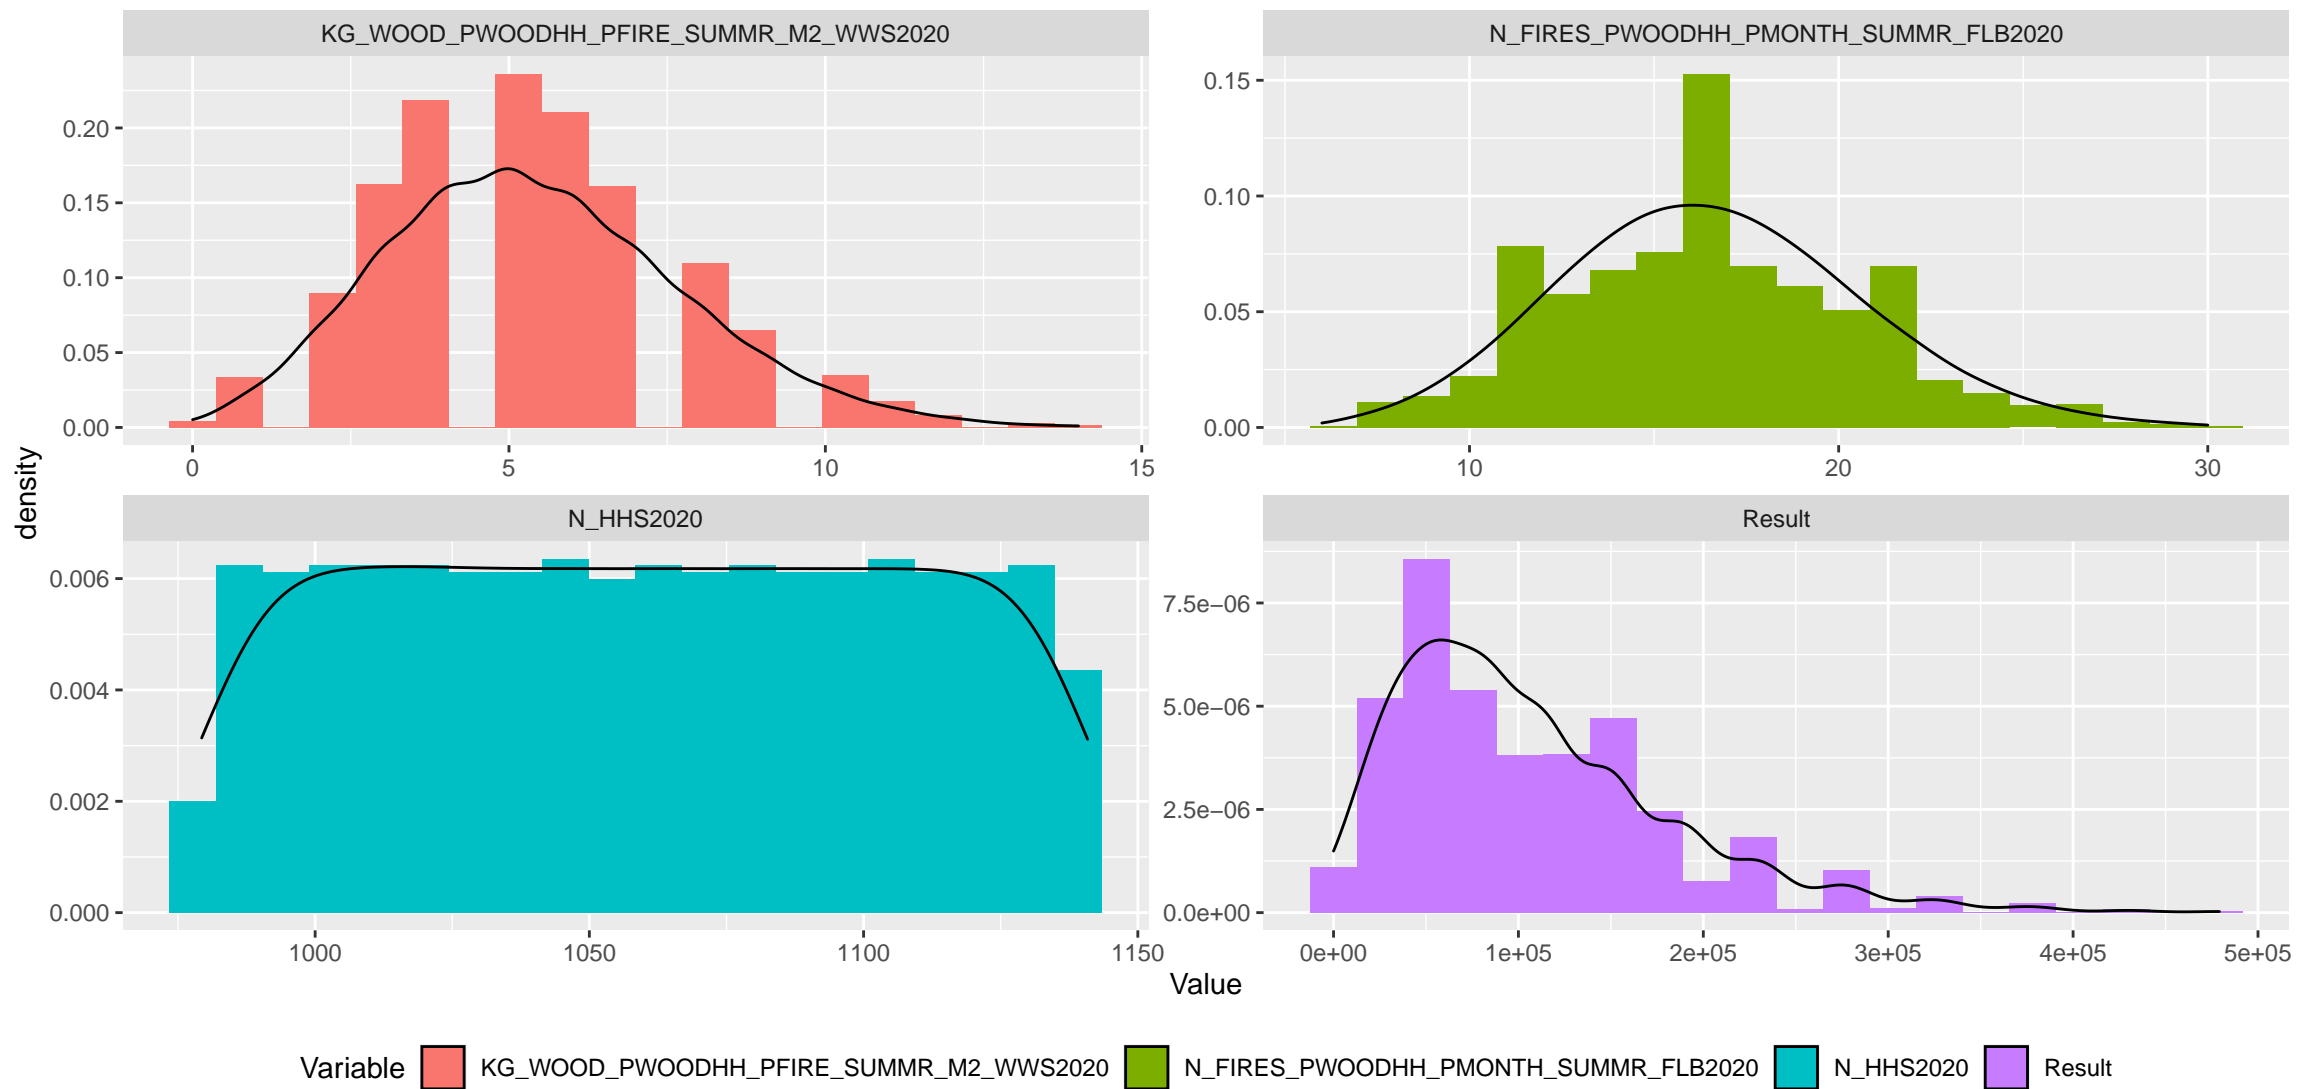 KG_WOOD_PWOODHH_PFIRE_SUMMR_M2_WWS2020
N_FIRES_PWOODHH_PMONTH_SUMMR_FLB2020
0.20
0.15
0.10
0.05
0.00
0 5 10 15
0.15
0.10
0.05
0.00
10 20 30
density
N_HHS2020
Result
0.006
0.004
0.002
0.000
1000 1050 1100 1150
7.5e−06
5.0e−06
2.5e−06
0.0e+00
0e+00 1e+05 2e+05 3e+05 4e+05 5e+05
Value
Variable KG_WOOD_PWOODHH_PFIRE_SUMMR_M2_WWS2020 N_FIRES_PWOODHH_PMONTH_SUMMR_FLB2020 N_HHS2020 Result